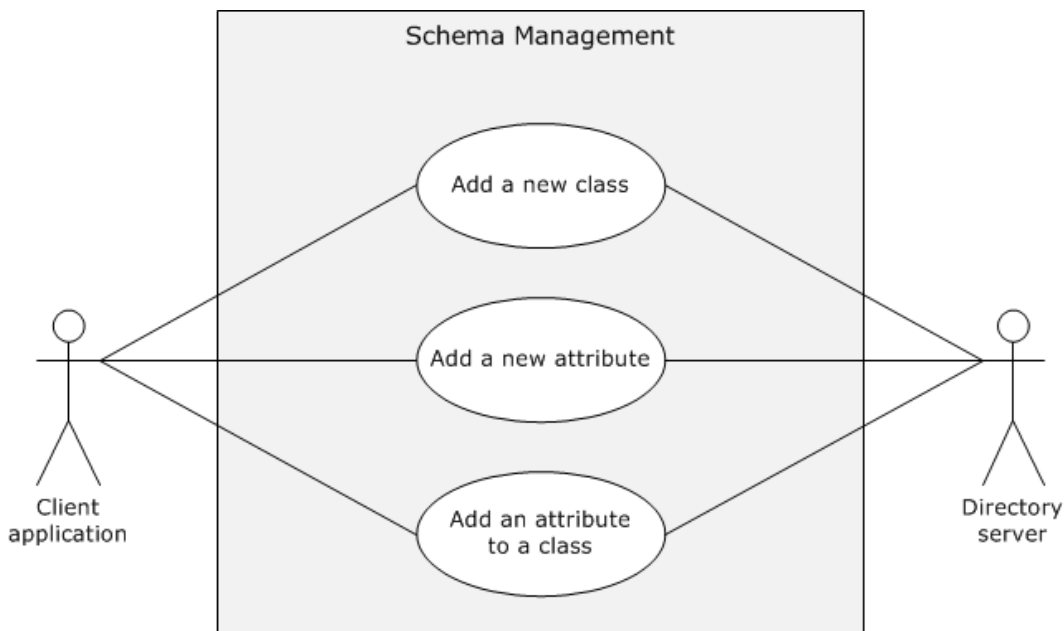 Schema Management
Add a new class
Add a new attribute
Add an attribute
to a class
Client
application
Directory
server